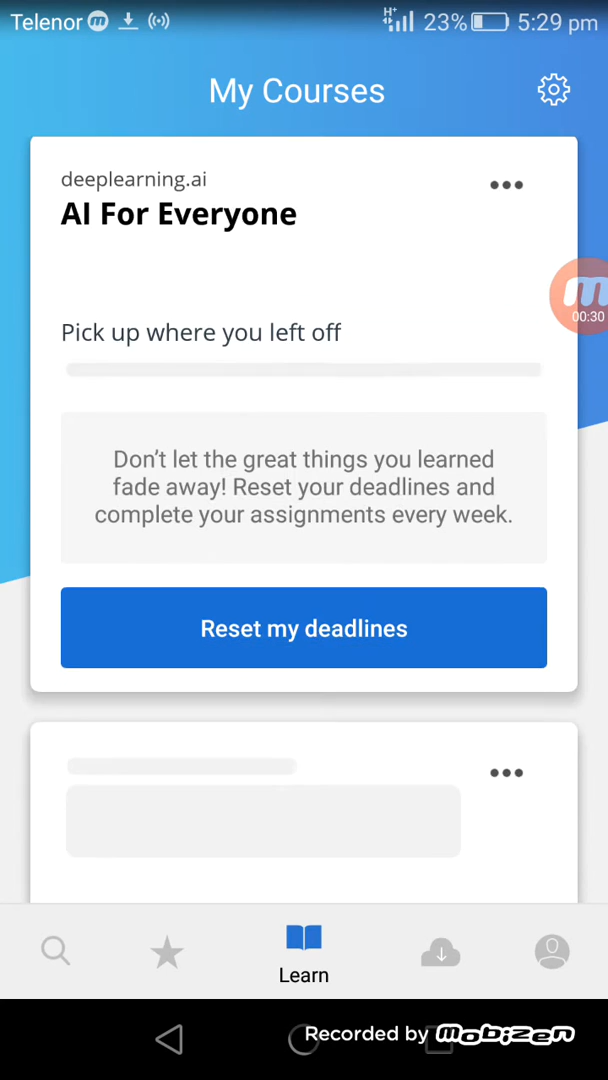 Telenor H+ 23% 5:29 pm
My Courses
deeplearning.ai
AI For Everyone
m
00:30
Pick up where you left off
Don't let the great things you learned
fade away! Reset your deadlines and
complete your assignments every week.
Reset my deadlines
Learn
Recorded by mobizen